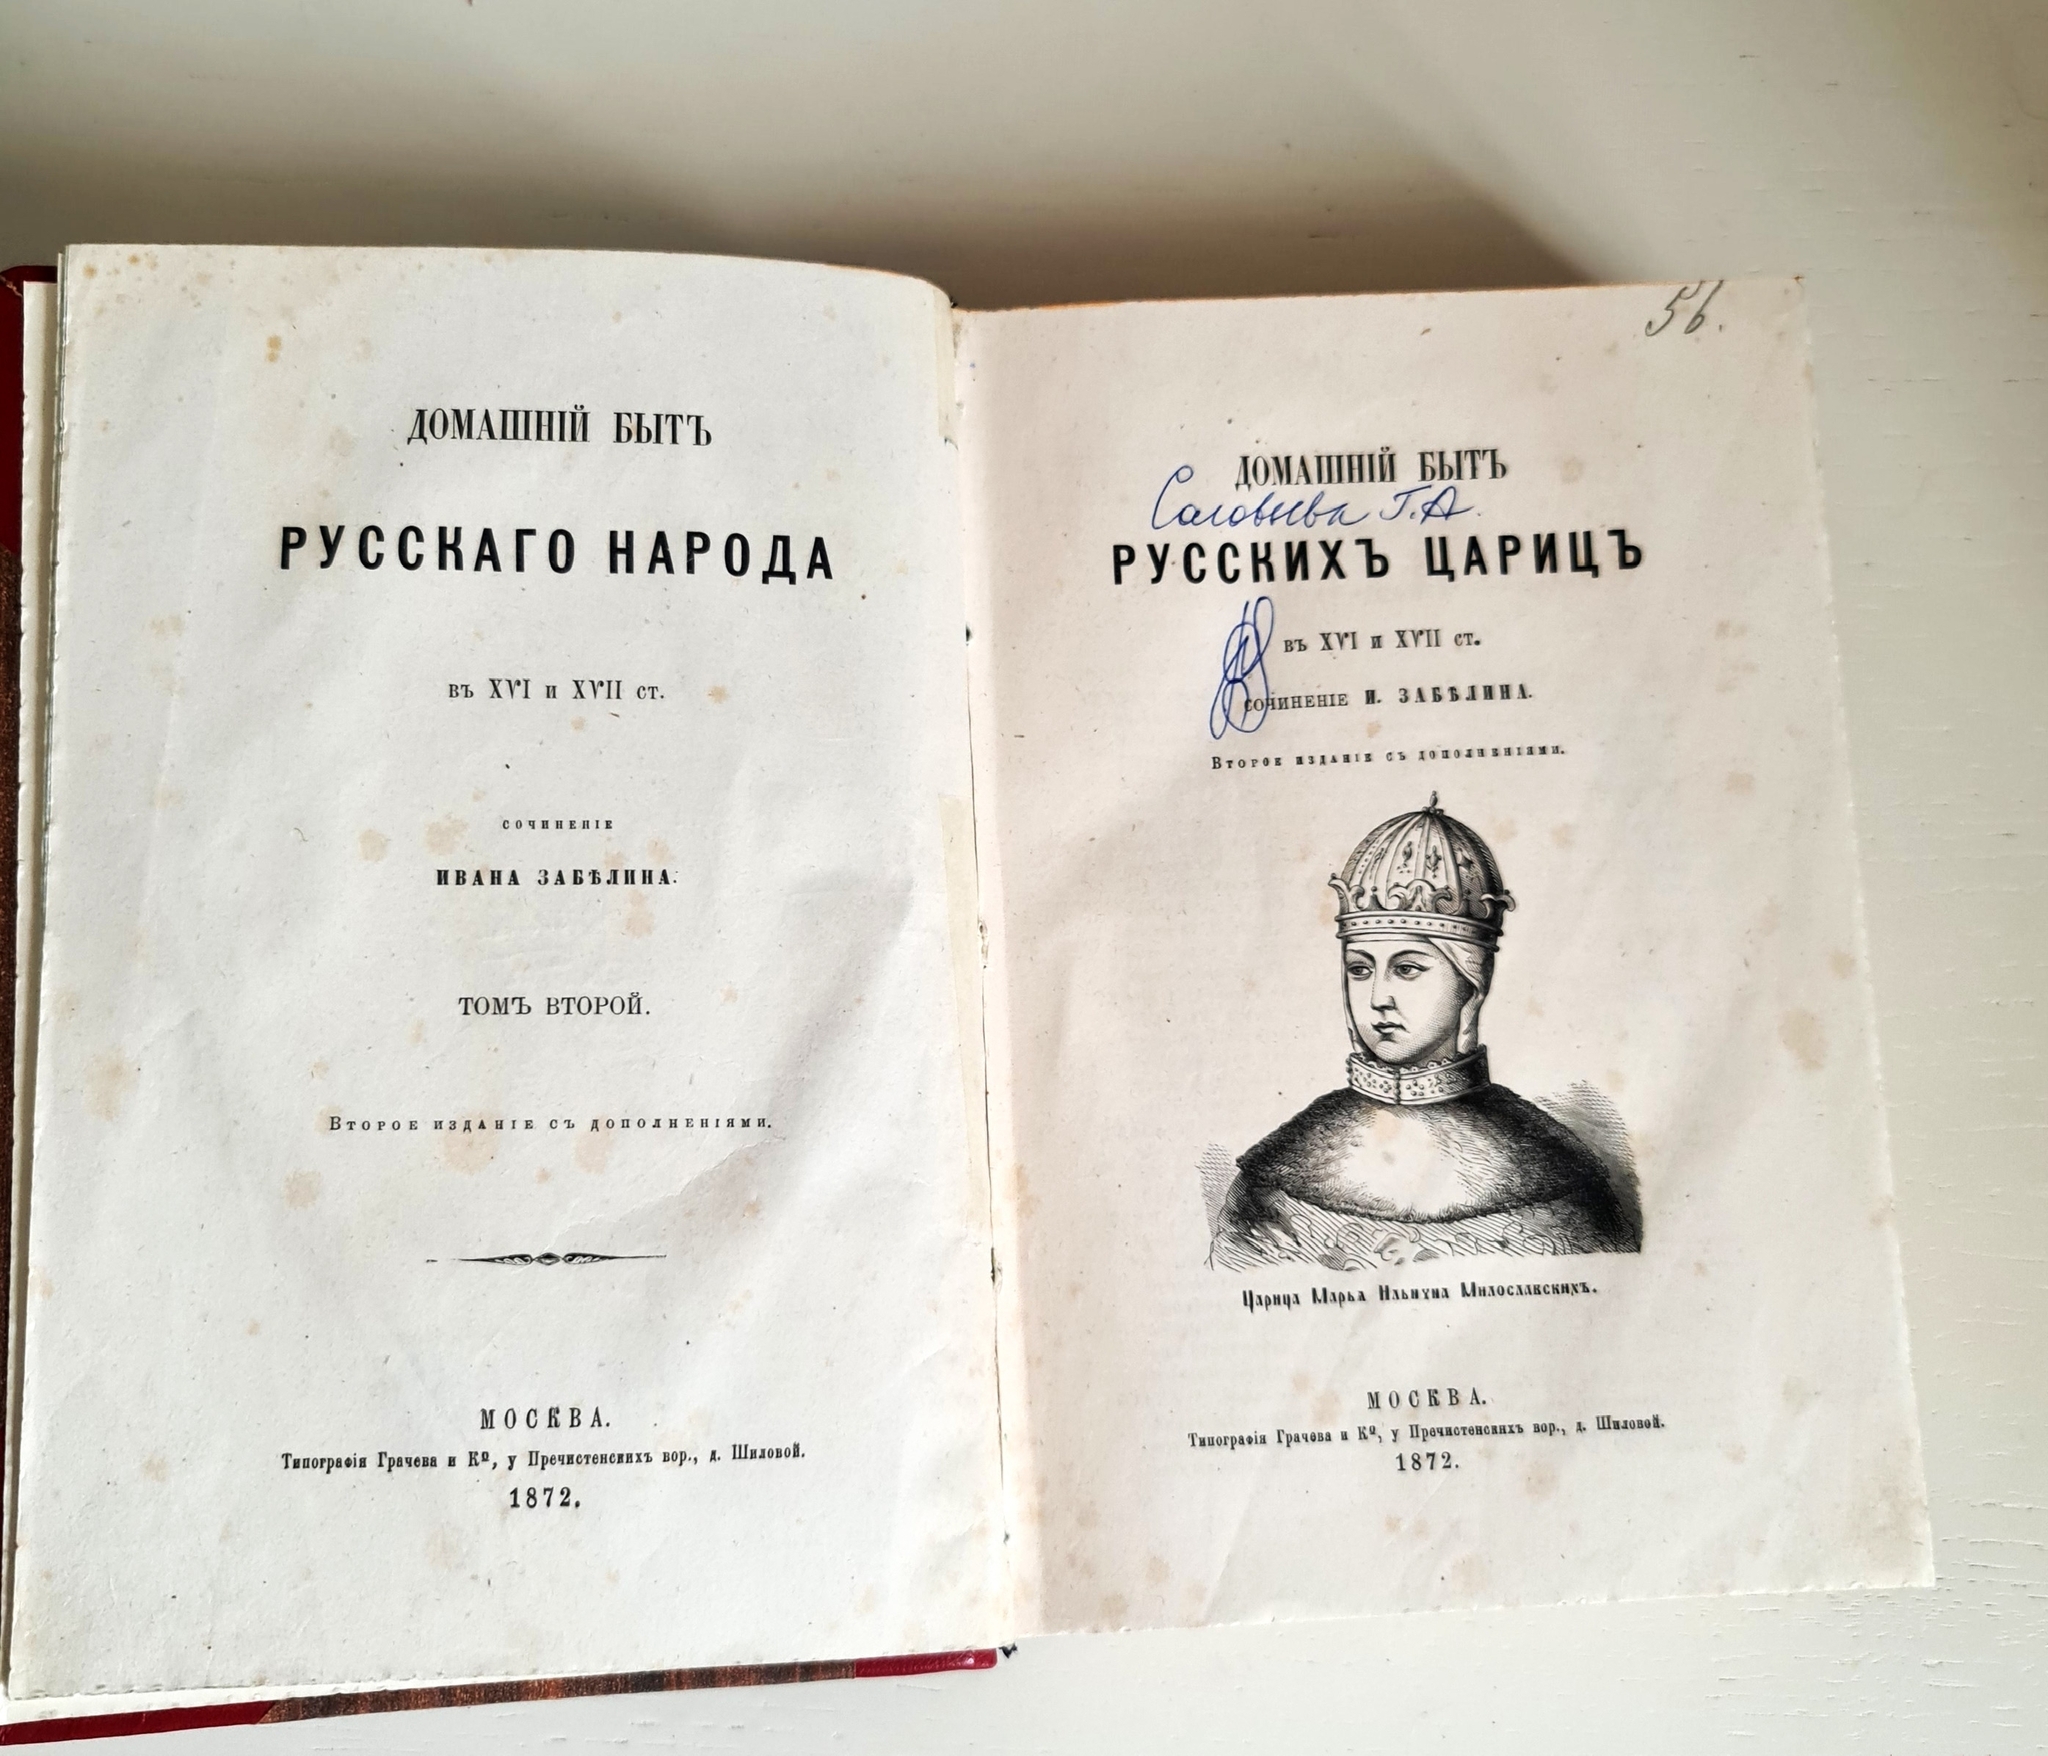 ДОМАШНІЙ БЫТЪ
РУССКАГО НАРОДА
въ XVI и XVII ст.
СОЧИНЕНІЕ
ИВАНА ЗАБѢЛИНА.
ТОМЪ ВТОРОЙ.
Второе изданіе съ дополненіями.
МОСКВА.
Типографія Грачева и Кº, у Пречистенскихъ вор., д. Шиловой.
1872.
56.
ДОМАШНІЙ БЫТЪ
Соловьева Г.А.
РУССКИХЪ ЦАРИЦЪ
въ XVI и XVII ст.
СОЧИНЕНІЕ И. ЗАБѢЛИНА.
Второе изданіе съ дополненіями.
Царица Марья Ильична Милославскихъ.
МОСКВА.
Типографія Грачева и Кº, у Пречистенскихъ вор., д. Шиловой.
1872.